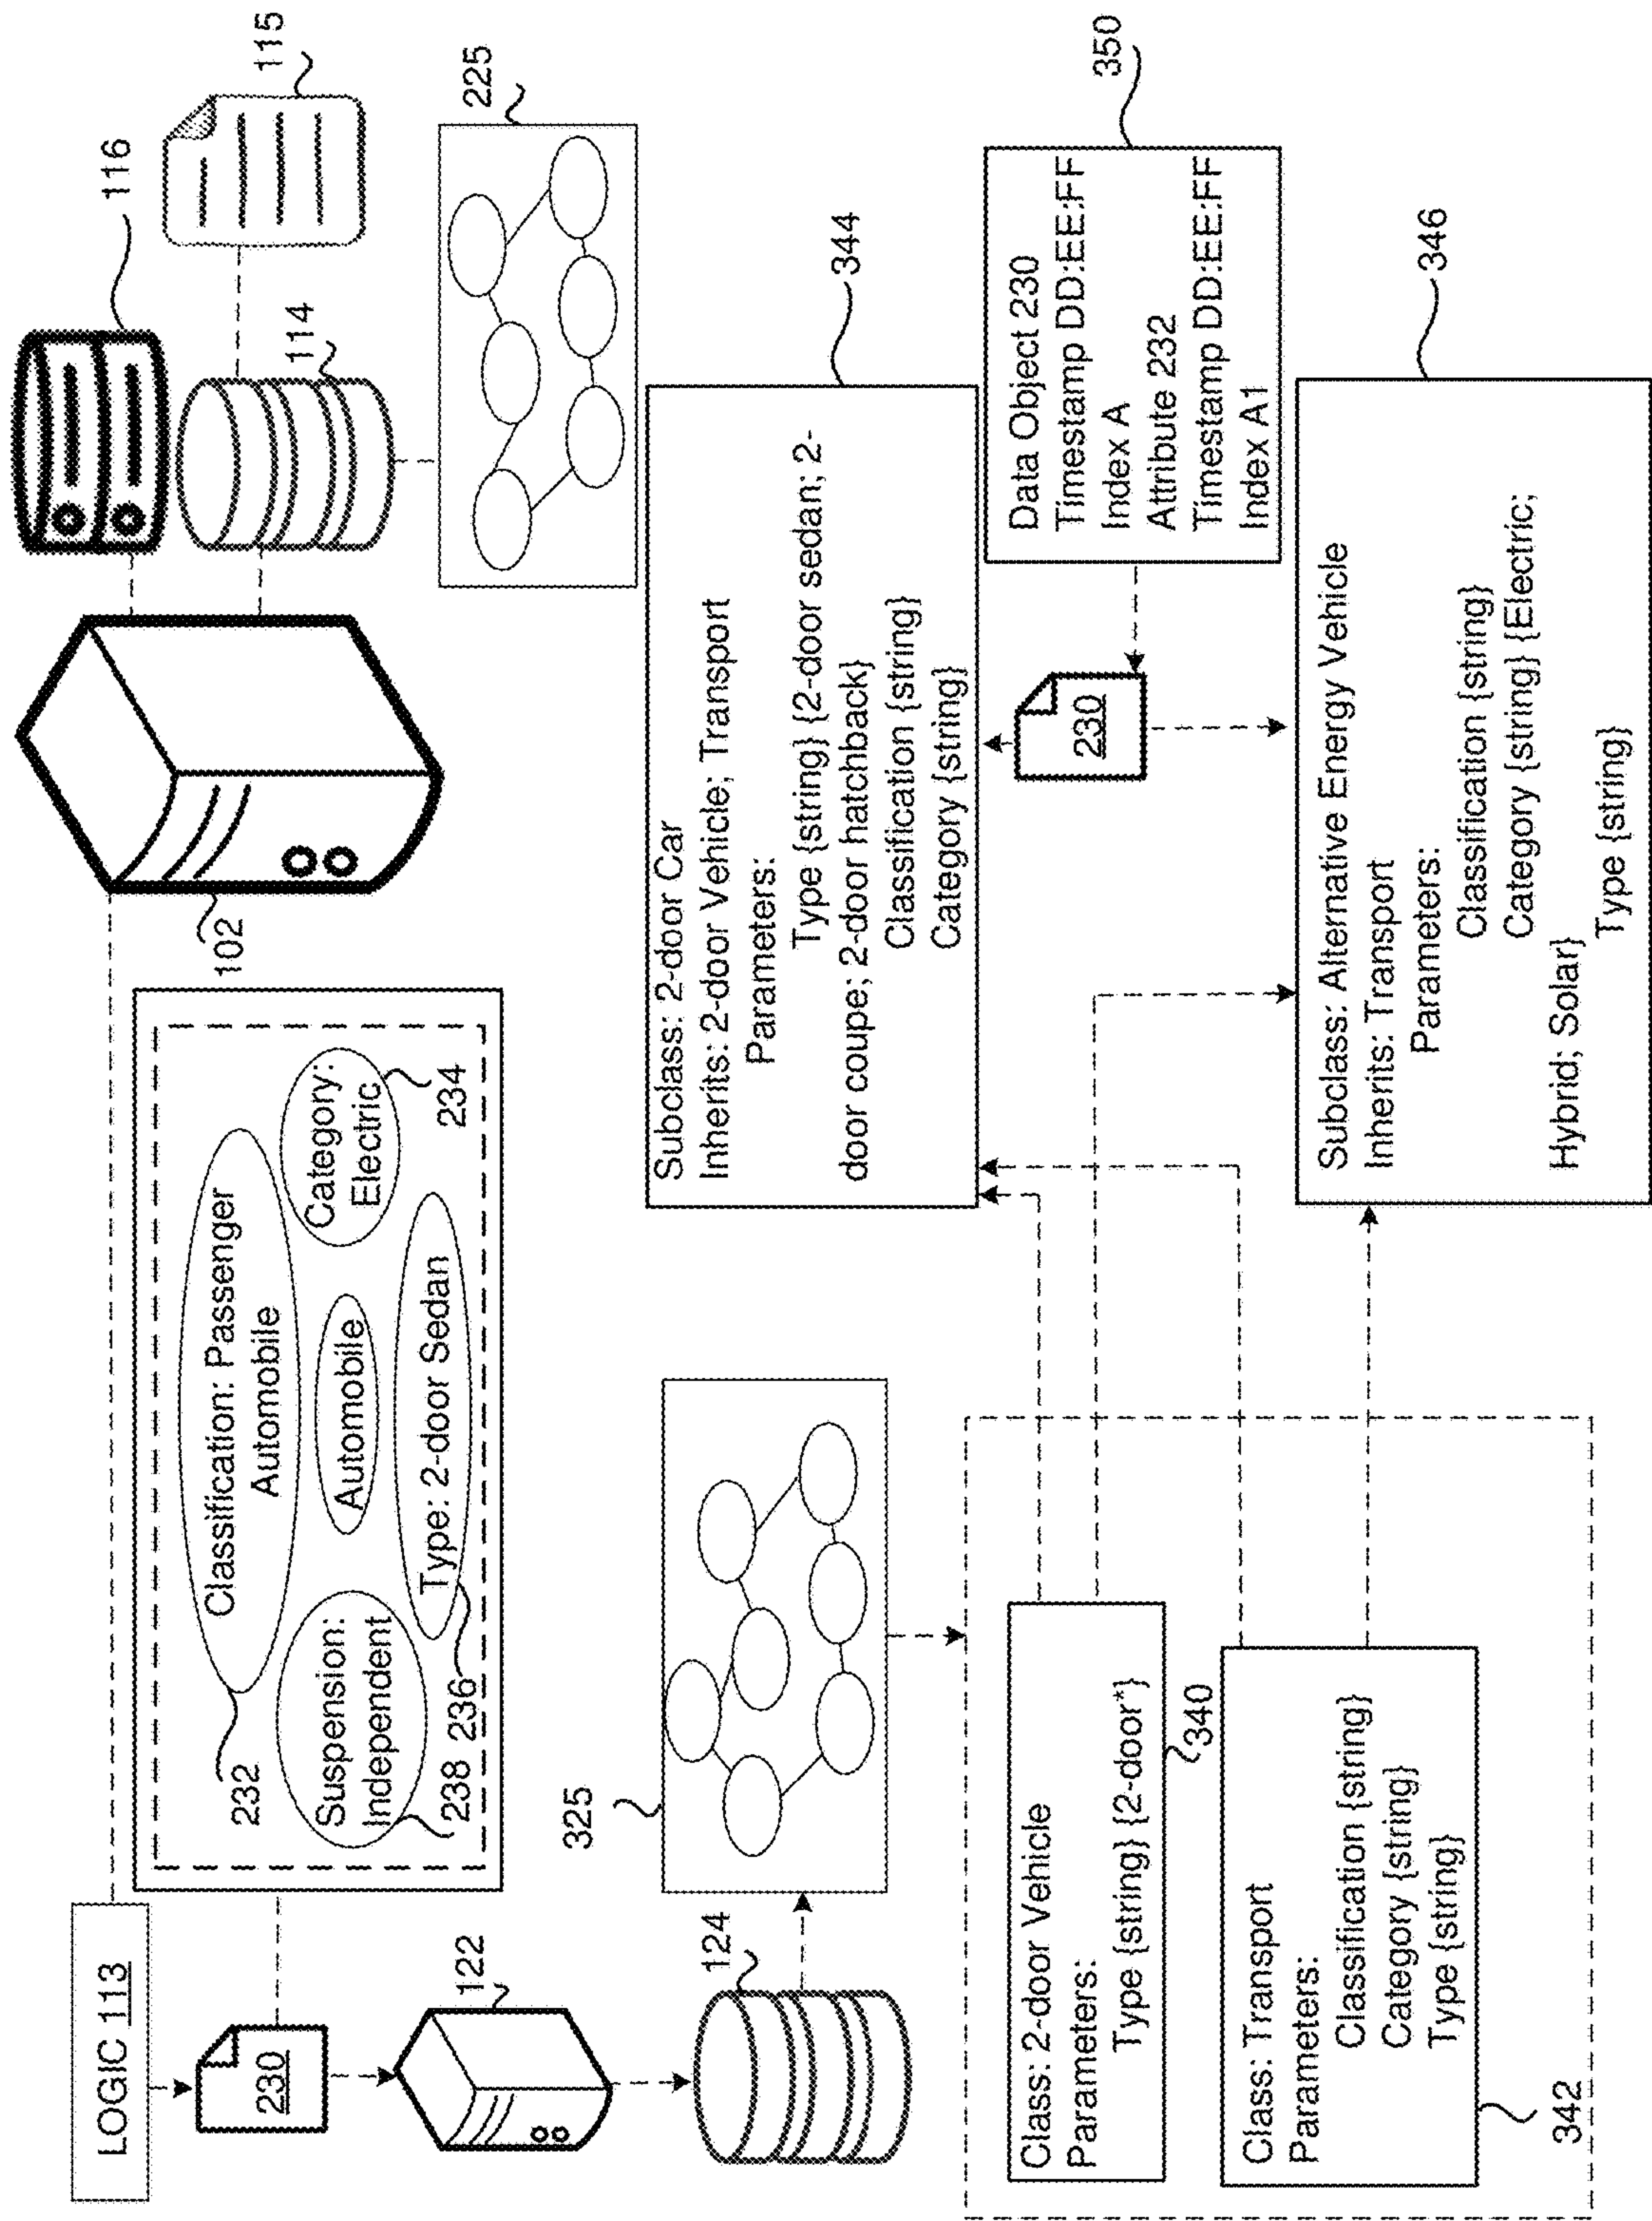 LOGIC 113
230
122
124
232
Classification: Passenger
Automobile
Automobile
Category:
Electric
234
Suspension:
Independent
238
Type: 2-door Sedan
236
102
116
115
114
225
325
Class: 2-door Vehicle
Parameters:
Type {string} {2-door*}
340
Class: Transport
Parameters:
Classification {string}
Category {string}
Type {string}
342
Subclass: 2-door Car
Inherits: 2-door Vehicle; Transport
Parameters:
Type {string} {2-door sedan; 2-
door coupe; 2-door hatchback}
Classification {string}
Category {string}
344
230
Data Object 230
Timestamp DD:EE:FF
Index A
Attribute 232
Timestamp DD:EE:FF
Index A1
350
Subclass: Alternative Energy Vehicle
Inherits: Transport
Parameters:
Classification {string}
Category {string} {Electric;
Hybrid; Solar}
Type {string}
346